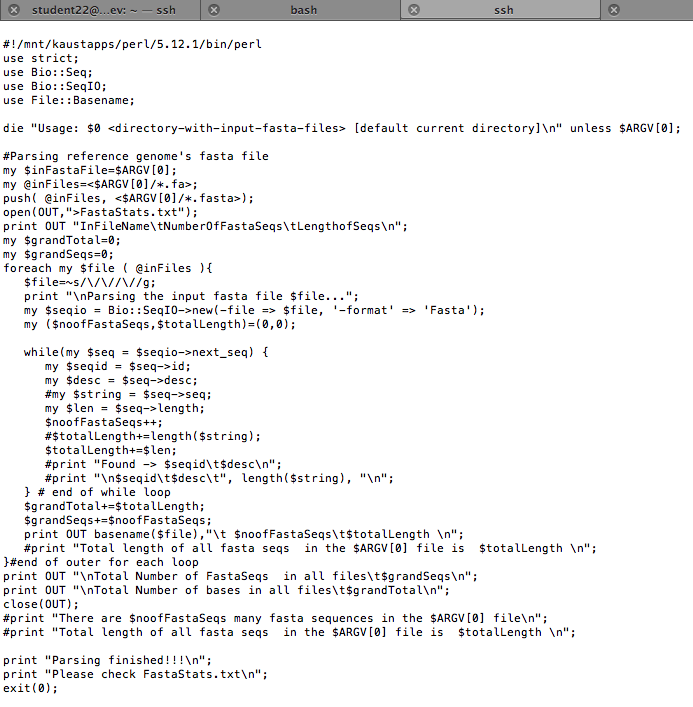 student22@...ev: ~ — ssh
bash
ssh
#!/mnt/kaustapps/perl/5.12.1/bin/perl
use strict;
use Bio::Seq;
use Bio::SeqIO;
use File::Basename;
die "Usage: $0 <directory-with-input-fasta-files> [default current directory]\n" unless $ARGV[0];
#Parsing reference genome's fasta file
my $inFastaFile=$ARGV[0];
my @inFiles=<$ARGV[0]/*.fa>;
push( @inFiles, <$ARGV[0]/*.fasta>);
open(OUT,">FastaStats.txt");
print OUT "InFileName\tNumberOfFastaSeqs\tLengthofSeqs\n";
my $grandTotal=0;
my $grandSeqs=0;
foreach my $file ( @inFiles ){
   $file=~s/\/\//\//g;
   print "\nParsing the input fasta file $file...";
   my $seqio = Bio::SeqIO->new(-file => $file, '-format' => 'Fasta');
   my ($noofFastaSeqs,$totalLength)=(0,0);
   while(my $seq = $seqio->next_seq) {
      my $seqid = $seq->id;
      my $desc = $seq->desc;
      #my $string = $seq->seq;
      my $len = $seq->length;
      $noofFastaSeqs++;
      #$totalLength+=length($string);
      $totalLength+=$len;
      #print "Found -> $seqid\t$desc\n";
      #print "\n$seqid\t$desc\t", length($string), "\n";
   } # end of while loop
   $grandTotal+=$totalLength;
   $grandSeqs+=$noofFastaSeqs;
   print OUT basename($file),"\t $noofFastaSeqs\t$totalLength \n";
   #print "Total length of all fasta seqs  in the $ARGV[0] file is  $totalLength \n";
}#end of outer for each loop
print OUT "\nTotal Number of FastaSeqs  in all files\t$grandSeqs\n";
print OUT "\nTotal Number of bases in all files\t$grandTotal\n";
close(OUT);
#print "There are $noofFastaSeqs many fasta sequences in the $ARGV[0] file\n";
#print "Total length of all fasta seqs  in the $ARGV[0] file is  $totalLength \n";
print "Parsing finished!!!\n";
print "Please check FastaStats.txt\n";
exit(0);